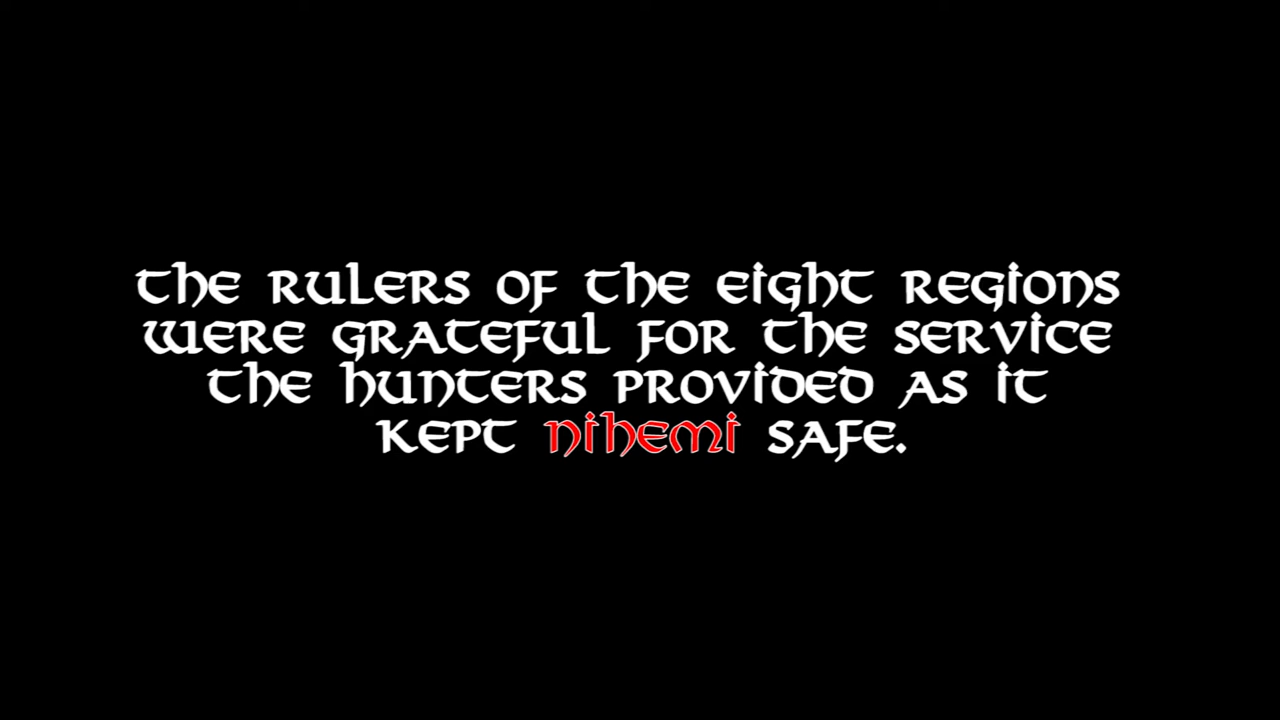 The rulers of the eight regions
were grateful for the service
the hunters provided as it
kept Nihemi safe.